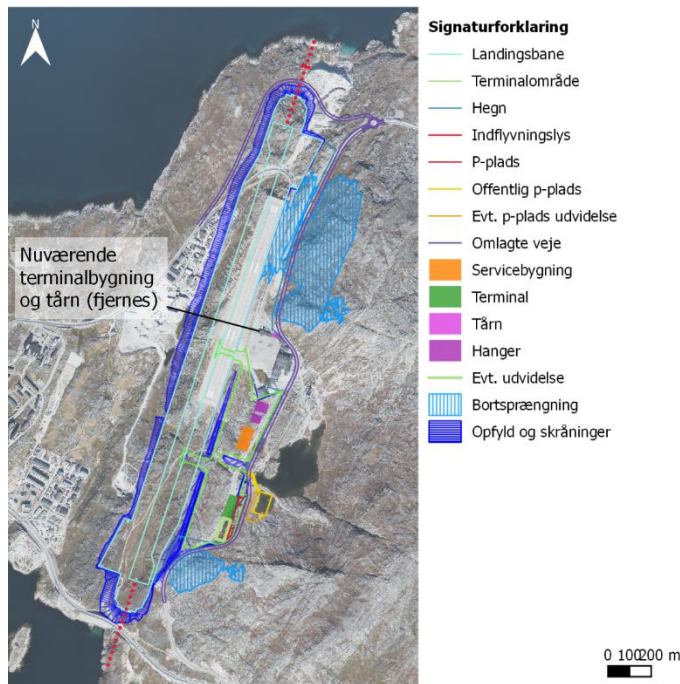 N
Nuværende
terminalbygning
og tårn (fjernes)
Signaturforklaring
Landingsbane
Terminalområde
Hegn
Indflyvningslys
P-plads
Offentlig p-plads
Evt. p-plads udvidelse
Omlagte veje
Servicebygning
Terminal
Tårn
Hanger
Evt. udvidelse
Bortsprængning
Opfyld og skråninger
0 100200 m